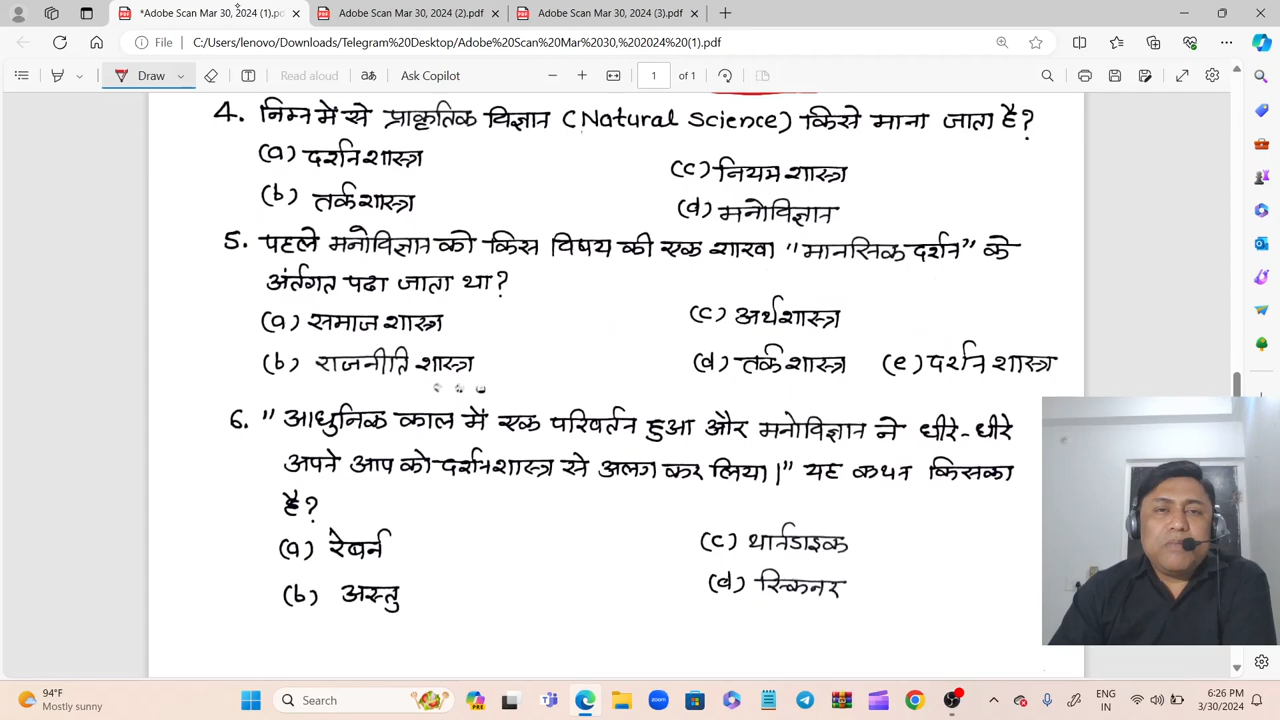 *Adobe Scan Mar 30, 2024 (1).pd
Adobe Scan Mar 30, 2024 (2).pdf
Adobe Scan Mar 30, 2024 (3).pdf
File C:/Users/lenovo/Downloads/Telegram%20Desktop/Adobe%20Scan%20Mar%2030,%202024%20(1).pdf
Draw Read aloud Ask Copilot 1 of 1
4. निम्न में से प्राकृतिक विज्ञान (Natural Science) किसे माना जाता है?
(a) दर्शनशास्त्र (c) नियमशास्त्र
(b) तर्कशास्त्र (d) मनोविज्ञान
5. पहले मनोविज्ञान को किस विषय की एक शाखा "मानसिक दर्शन" के
अंर्तगत पढा जाता था?
(a) समाजशास्त्र (c) अर्थशास्त्र
(b) राजनीति शास्त्र (d) तर्कशास्त्र (e) दर्शन शास्त्र
6. "आधुनिक काल में एक परिवर्तन हुआ और मनोविज्ञान ने धीरे-धीरे
अपने आप को दर्शनशास्त्र से अलग कर लिया।" यह कथन किसका
है?
(a) रेबर्न (c) थार्नडाइक
(b) अस्तु (d) स्किनर
94°F
Mostly sunny
Search
ENG
IN
6:26 PM
3/30/2024